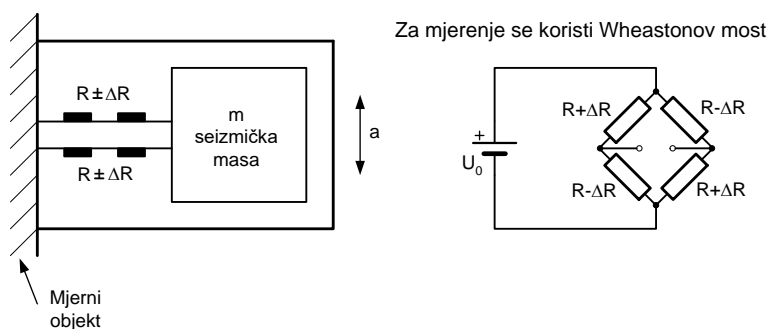 Za mjerenje se koristi Wheastonov most
R±ΔR
m
seizmička
masa
R±ΔR
a
Mjerni
objekt
R+ΔR
R-ΔR
+
U₀
R-ΔR
R+ΔR